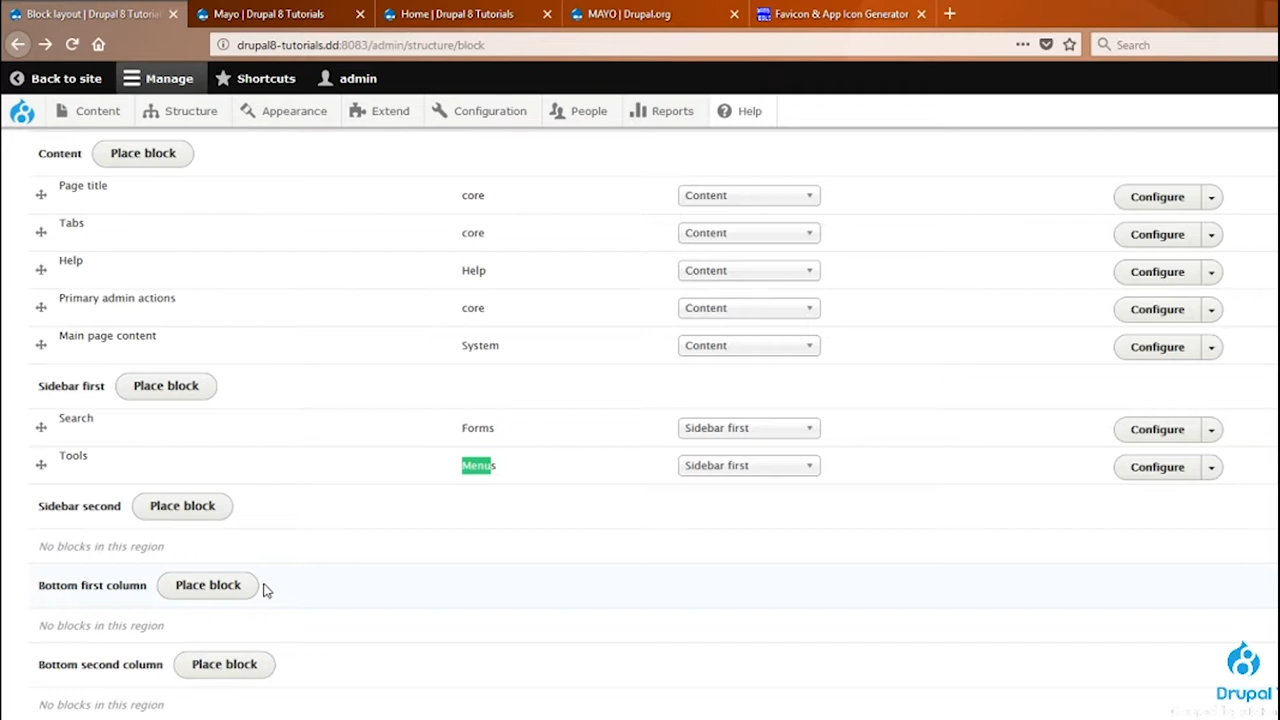 Block layout | Drupal 8 Tutorial
Mayo | Drupal 8 Tutorials
Home | Drupal 8 Tutorials
MAYO | Drupal.org
Favicon & App Icon Generator
drupal8-tutorials.dd:8083/admin/structure/block
Search
Back to site
Manage
Shortcuts
admin
Content
Structure
Appearance
Extend
Configuration
People
Reports
Help
Content Place block
Page title core Content Configure
Tabs core Content Configure
Help Help Content Configure
Primary admin actions core Content Configure
Main page content System Content Configure
Sidebar first Place block
Search Forms Sidebar first Configure
Tools Menus Sidebar first Configure
Sidebar second Place block
No blocks in this region
Bottom first column Place block
No blocks in this region
Bottom second column Place block
No blocks in this region
Drupal